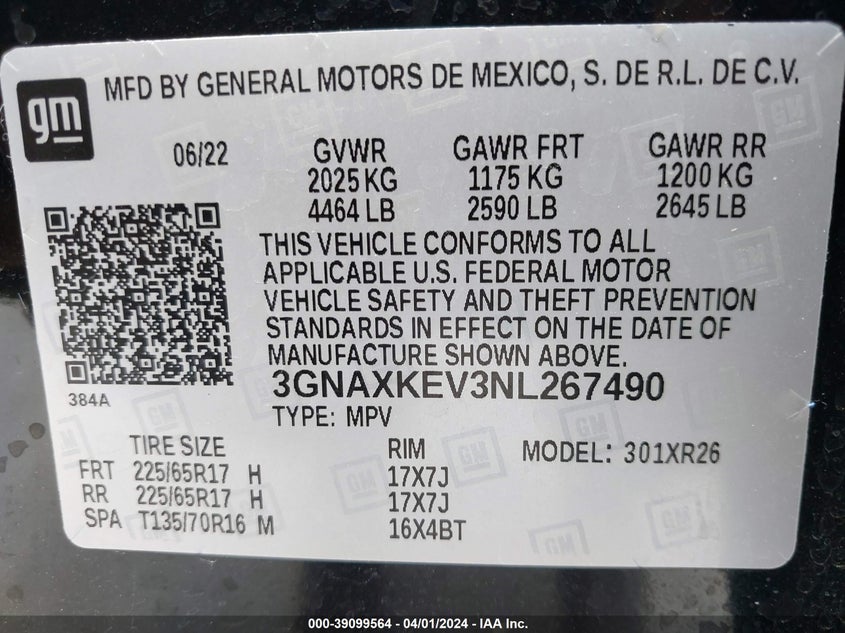 gm
MFD BY GENERAL MOTORS DE MEXICO, S. DE R.L. DE C.V.
06/22 GVWR GAWR FRT GAWR RR
2025 KG 1175 KG 1200 KG
4464 LB 2590 LB 2645 LB
THIS VEHICLE CONFORMS TO ALL
APPLICABLE U.S. FEDERAL MOTOR
VEHICLE SAFETY AND THEFT PREVENTION
STANDARDS IN EFFECT ON THE DATE OF
MANUFACTURE SHOWN ABOVE.
384A
3GNAXKEV3NL267490
TYPE: MPV
TIRE SIZE RIM MODEL: 301XR26
FRT 225/65R17 H 17X7J
RR 225/65R17 H 17X7J
SPA T135/70R16 M 16X4BT
000-39099564 - 04/01/2024 - IAA Inc.